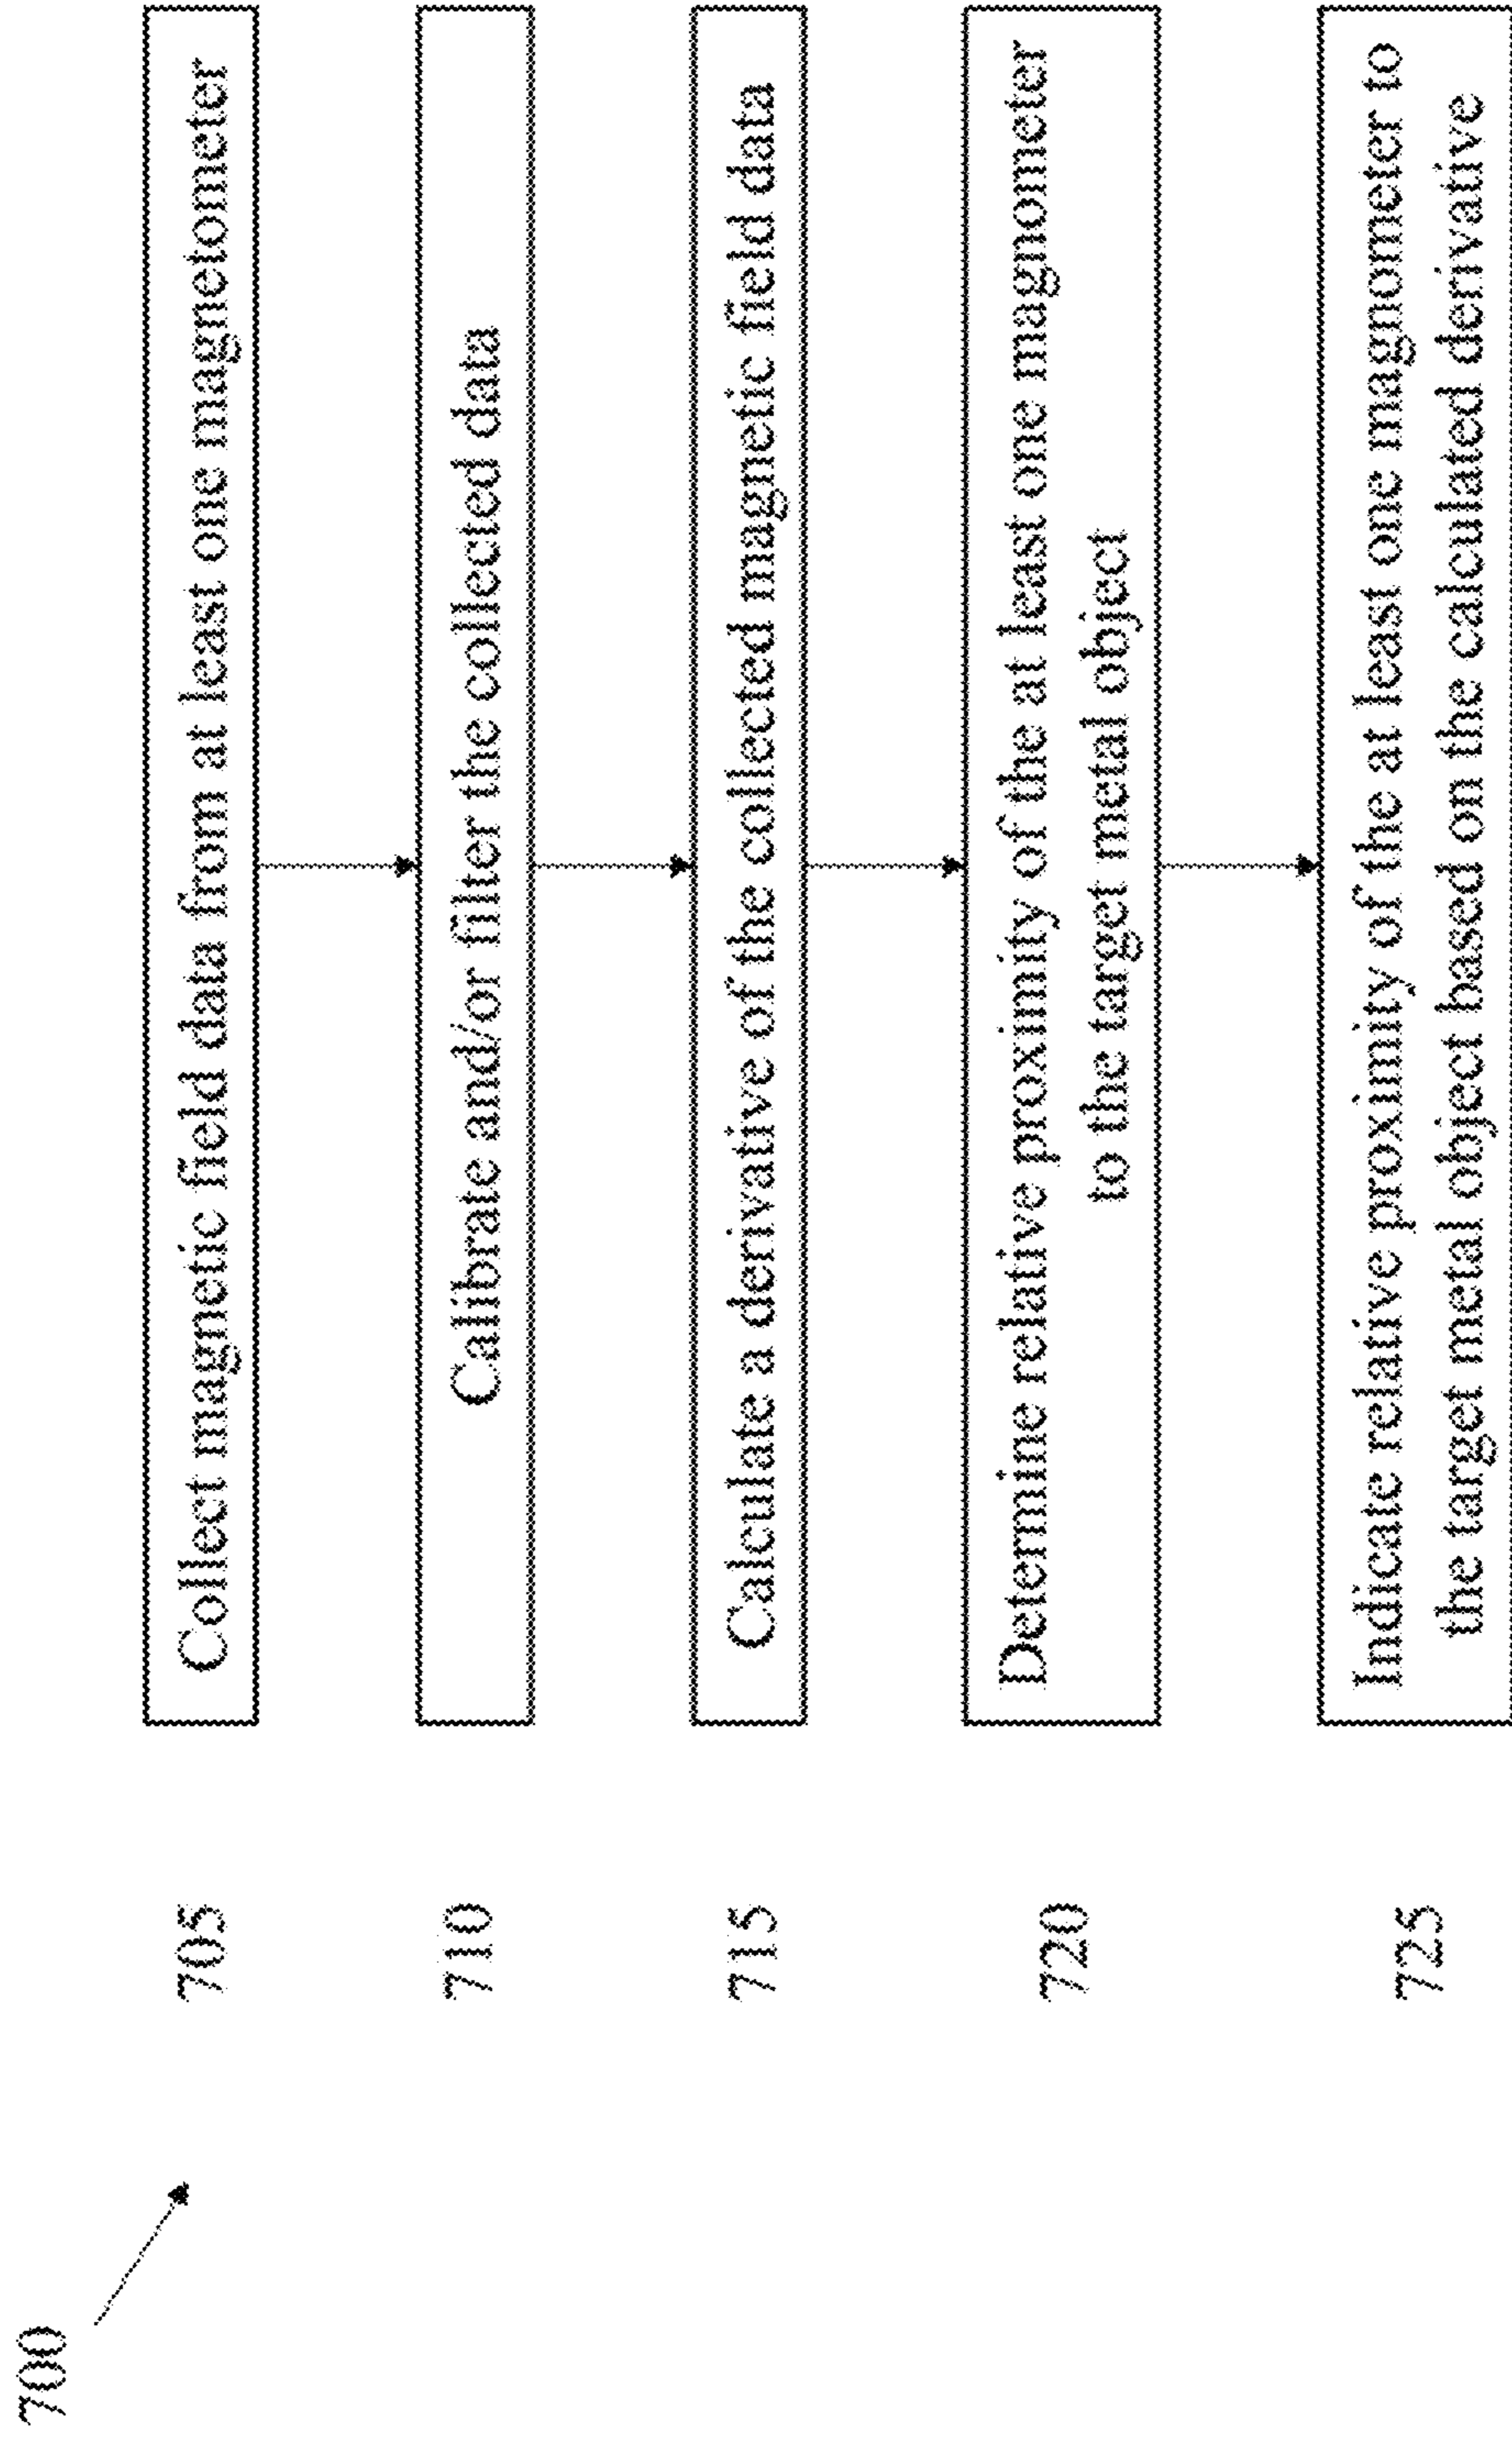 700
705
Collect magnetic field data from at least one magnetometer
710
Calibrate and/or filter the collected data
715
Calculate a derivative of the collected magnetic field data
720
Determine relative proximity of the at least one magnometer
to the target metal object
725
Indicate relative proximity of the at least one magnometer to
the target metal object based on the calculated derivative